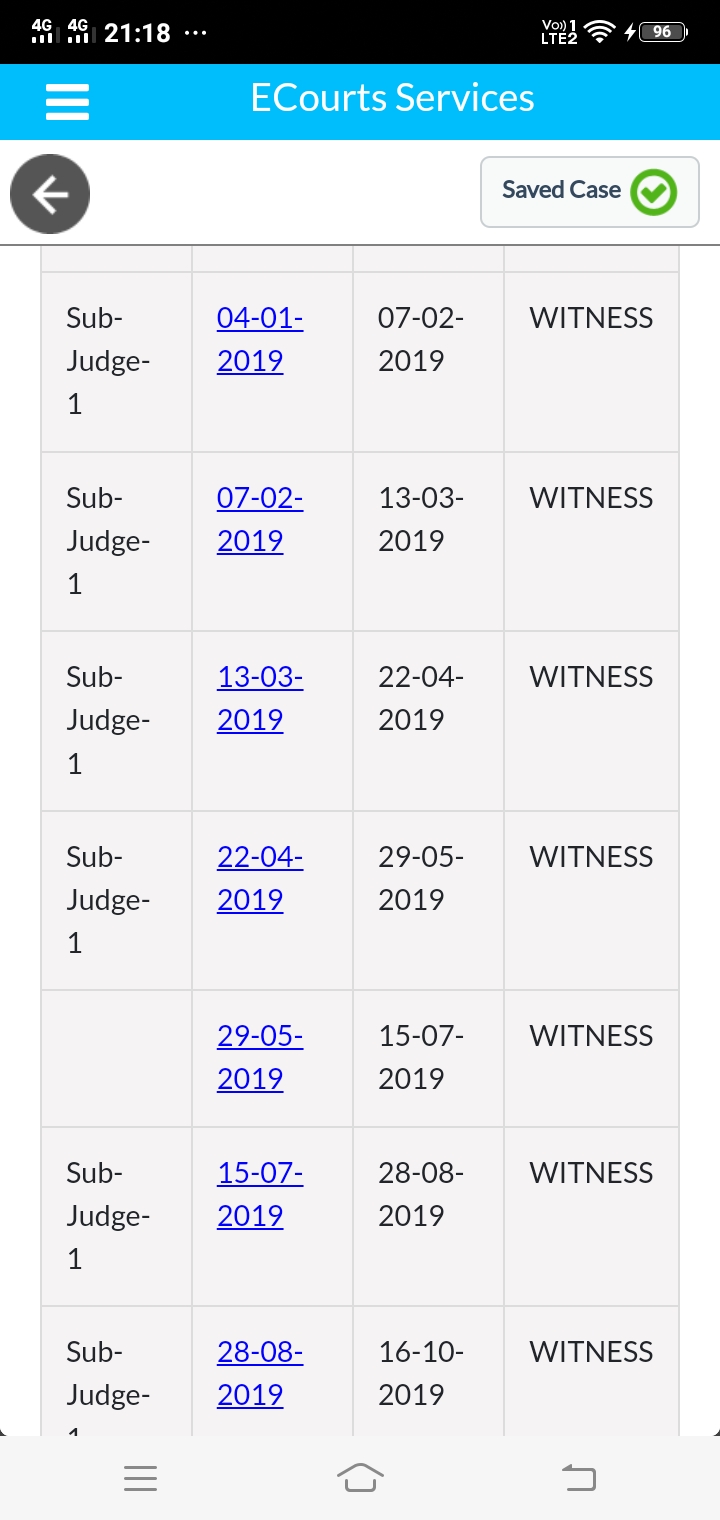 4G 4G 21:18 ... Vo)) 1 LTE2 96
ECourts Services
Saved Case
Sub- 04-01- 07-02- WITNESS
Judge- 2019 2019
1
Sub- 07-02- 13-03- WITNESS
Judge- 2019 2019
1
Sub- 13-03- 22-04- WITNESS
Judge- 2019 2019
1
Sub- 22-04- 29-05- WITNESS
Judge- 2019 2019
1
29-05- 15-07- WITNESS
2019 2019
Sub- 15-07- 28-08- WITNESS
Judge- 2019 2019
1
Sub- 28-08- 16-10- WITNESS
Judge- 2019 2019
1